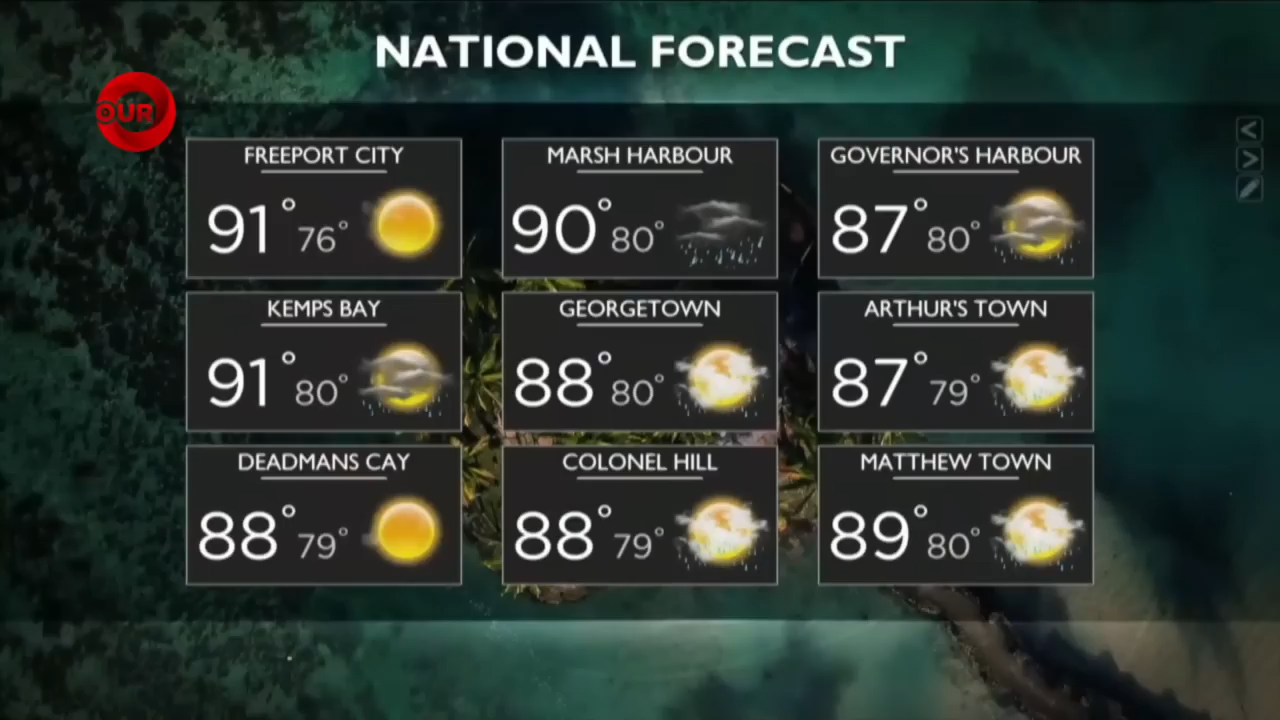 NATIONAL FORECAST
OUR
FREEPORT CITY
91° 76°
MARSH HARBOUR
90° 80°
GOVERNOR'S HARBOUR
87° 80°
KEMPS BAY
91° 80°
GEORGETOWN
88° 80°
ARTHUR'S TOWN
87° 79°
DEADMANS CAY
88° 79°
COLONEL HILL
88° 79°
MATTHEW TOWN
89° 80°